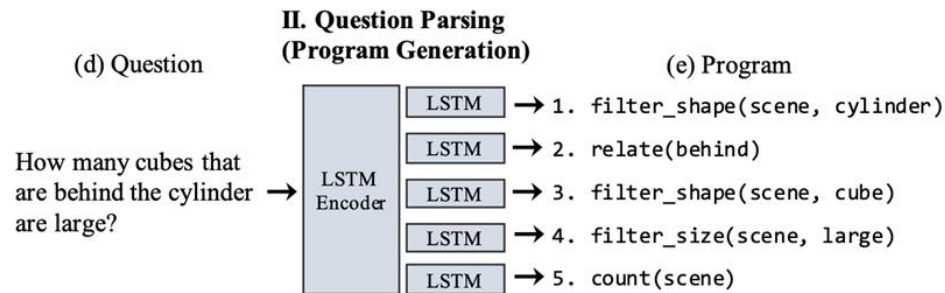 II. Question Parsing
(Program Generation)
(d) Question
(e) Program
How many cubes that
are behind the cylinder
are large?
LSTM
Encoder
LSTM
1. filter_shape(scene, cylinder)
LSTM
2. relate(behind)
LSTM
3. filter_shape(scene, cube)
LSTM
4. filter_size(scene, large)
LSTM
5. count(scene)